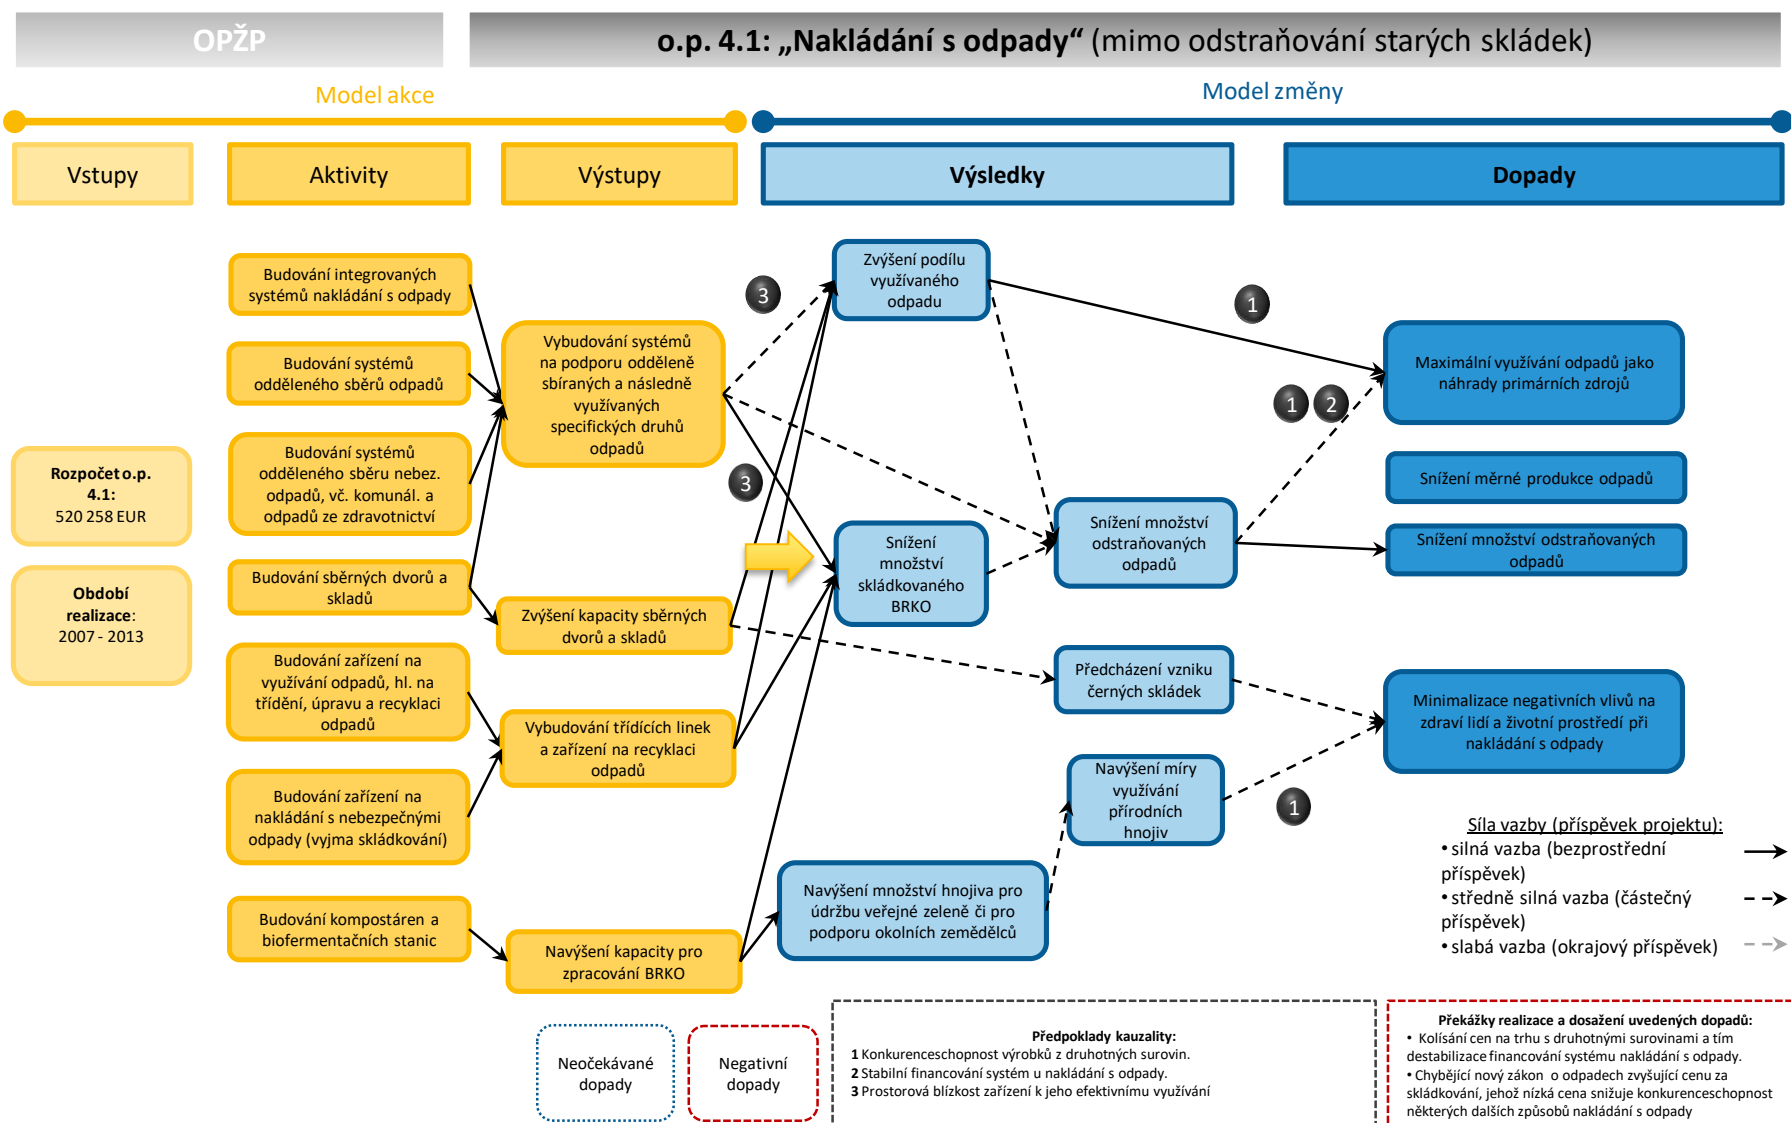 OPŽP
o.p. 4.1: „Nakládání s odpady“ (mimo odstraňování starých skládek)
Model akce
Model změny
Vstupy
Aktivity
Výstupy
Výsledky
Dopady
Rozpočet o.p.
4.1:
520 258 EUR
Období
realizace:
2007 - 2013
Budování integrovaných
systémů nakládání s odpady
Budování systémů
odděleného sběrů odpadů
Budování systémů
odděleného sběru nebez.
odpadů, vč. komunál. a
odpadů ze zdravotnictví
Budování sběrných dvorů a
skladů
Budování zařízení na
využívání odpadů, hl. na
třídění, úpravu a recyklaci
odpadů
Budování zařízení na
nakládání s nebezpečnými
odpady (vyjma skládkování)
Budování kompostáren a
biofermentačních stanic
Vybudování systémů
na podporu odděleně
sbíraných a následně
využívaných
specifických druhů
odpadů
Zvýšení kapacity sběrných
dvorů a skladů
Vybudování třídících linek
a zařízení na recyklaci
odpadů
Navýšení kapacity pro
zpracování BRKO
3
3
Zvýšení podílu
využívaného
odpadu
Snížení
množství
skládkovaného
BRKO
Navýšení množství hnojiva pro
údržbu veřejné zeleně či pro
podporu okolních zemědělců
Snížení množství
odstraňovaných
odpadů
Předcházení vzniku
černých skládek
Navýšení míry
využívání
přírodních
hnojiv
1
1 2
1
Maximální využívání odpadů jako
náhrady primárních zdrojů
Snížení měrné produkce odpadů
Snížení množství odstraňovaných
odpadů
Minimalizace negativních vlivů na
zdraví lidí a životní prostředí při
nakládání s odpady
Síla vazby (příspěvek projektu):
• silná vazba (bezprostřední
příspěvek)
• středně silná vazba (částečný
příspěvek)
• slabá vazba (okrajový příspěvek)
Neočekávané
dopady
Negativní
dopady
Předpoklady kauzality:
1 Konkurenceschopnost výrobků z druhotných surovin.
2 Stabilní financování systém u nakládání s odpady.
3 Prostorová blízkost zařízení k jeho efektivnímu využívání
Překážky realizace a dosažení uvedených dopadů:
• Kolísání cen na trhu s druhotnými surovinami a tím
destabilizace financování systému nakládání s odpady.
• Chybějící nový zákon o odpadech zvyšující cenu za
skládkování, jehož nízká cena snižuje konkurenceschopnost
některých dalších způsobů nakládání s odpady